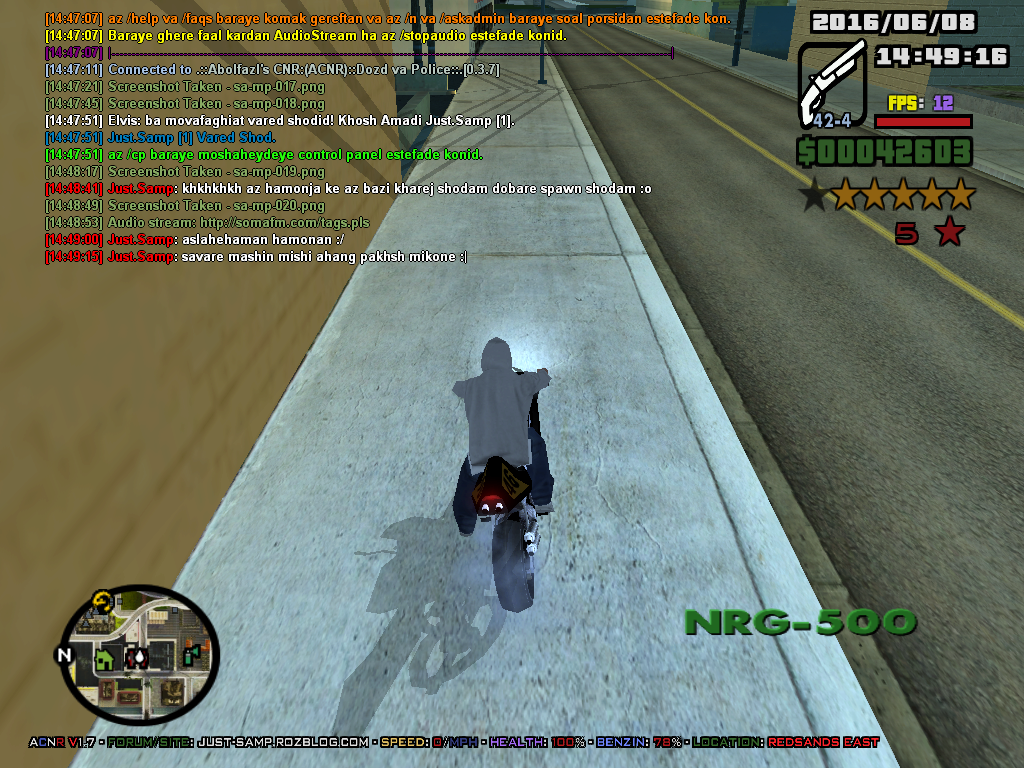 [14:47:07] az /help va /faqs baraye komak gereftan va az /n va /askadmin baraye soal porsidan estefade kon.
[14:47:07] Baraye ghere faal kardan AudioStream ha az /stopaudio estefade konid.
[14:47:07] |-----------------------------------------------------------------|
[14:47:11] Connected to .::Abolfazl's CNR:(ACNR)::Dozd va Police::.[0.3.7]
[14:47:21] Screenshot Taken - sa-mp-017.png
[14:47:45] Screenshot Taken - sa-mp-018.png
[14:47:51] Elvis: ba movafaghiat vared shodid! Khosh Amadi Just.Samp [1].
[14:47:51] Just.Samp [1] Vared Shod.
[14:47:51] az /cp baraye moshaheydeye control panel estefade konid.
[14:48:17] Screenshot Taken - sa-mp-019.png
[14:48:41] Just.Samp: khkhkhkh az hamonja ke az bazi kharej shodam dobare spawn shodam :o
[14:48:49] Screenshot Taken - sa-mp-020.png
[14:48:53] Audio stream: http://somafm.com/tags.pls
[14:49:00] Just.Samp: aslahehaman hamonan :/
[14:49:15] Just.Samp: savare mashin mishi ahang pakhsh mikone :|
2016/06/08
14:49:16
FPS: 12
42-4
$00042603
5
N
46
NRG-500
ACNR V1.7 - FORUM/SITE: JUST-SAMP.ROZBLOG.COM - SPEED: 0/MPH - HEALTH: 100% - BENZIN: 78% - LOCATION: REDSANDS EAST